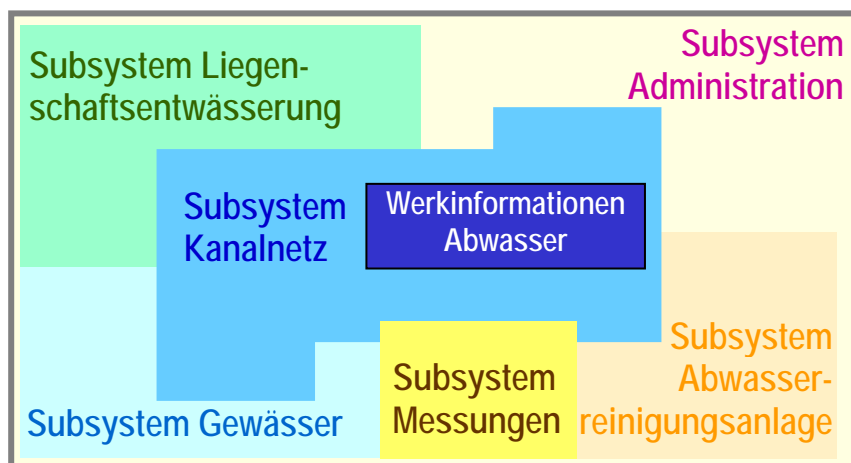 Subsystem Liegen-
schaftsentwässerung
Subsystem
Administration
Subsystem
Kanalnetz
Werkinformationen
Abwasser
Subsystem Gewässer
Subsystem
Messungen
Subsystem
Abwasser-
reinigungsanlage